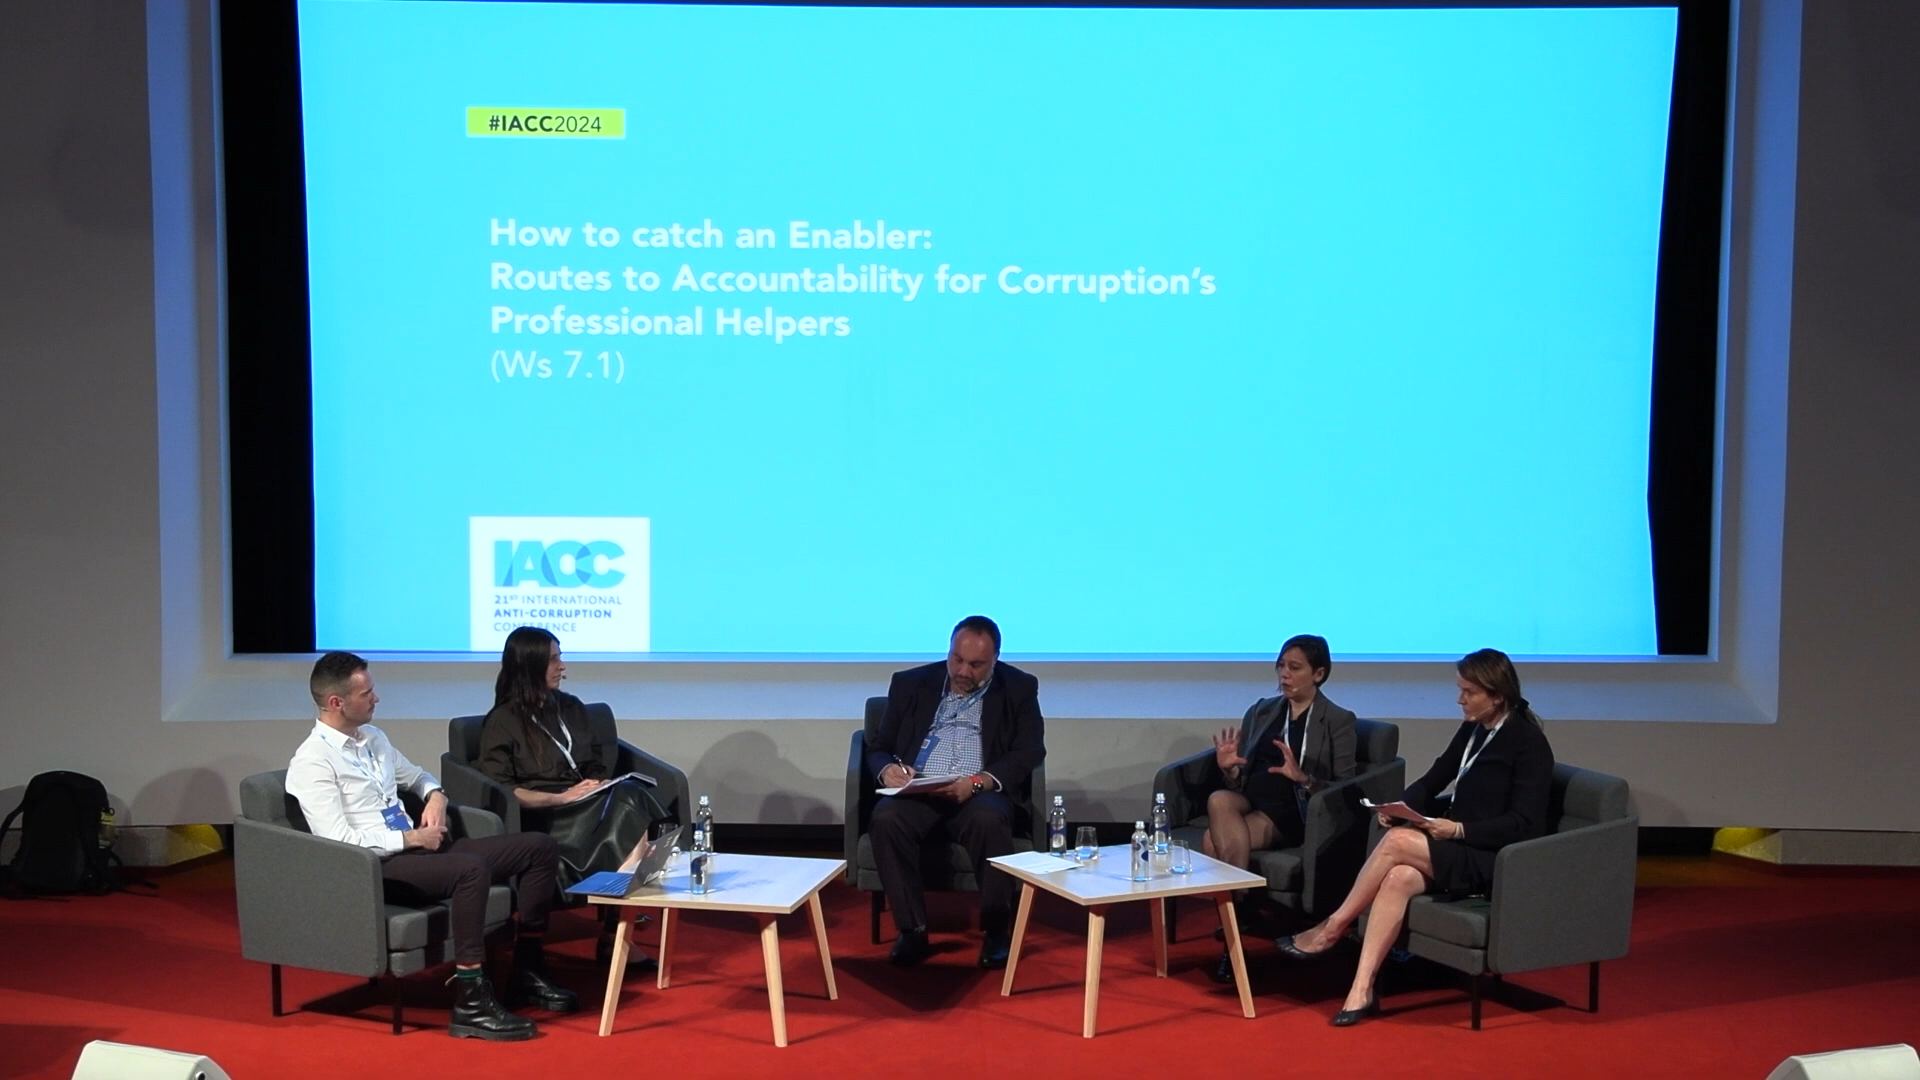 #IACC2024
How to catch an Enabler:
Routes to Accountability for Corruption‘s
Professional Helpers
(Ws 7.1)
IACC
21ST INTERNATIONAL
ANTI-CORRUPTION
CONFERENCE